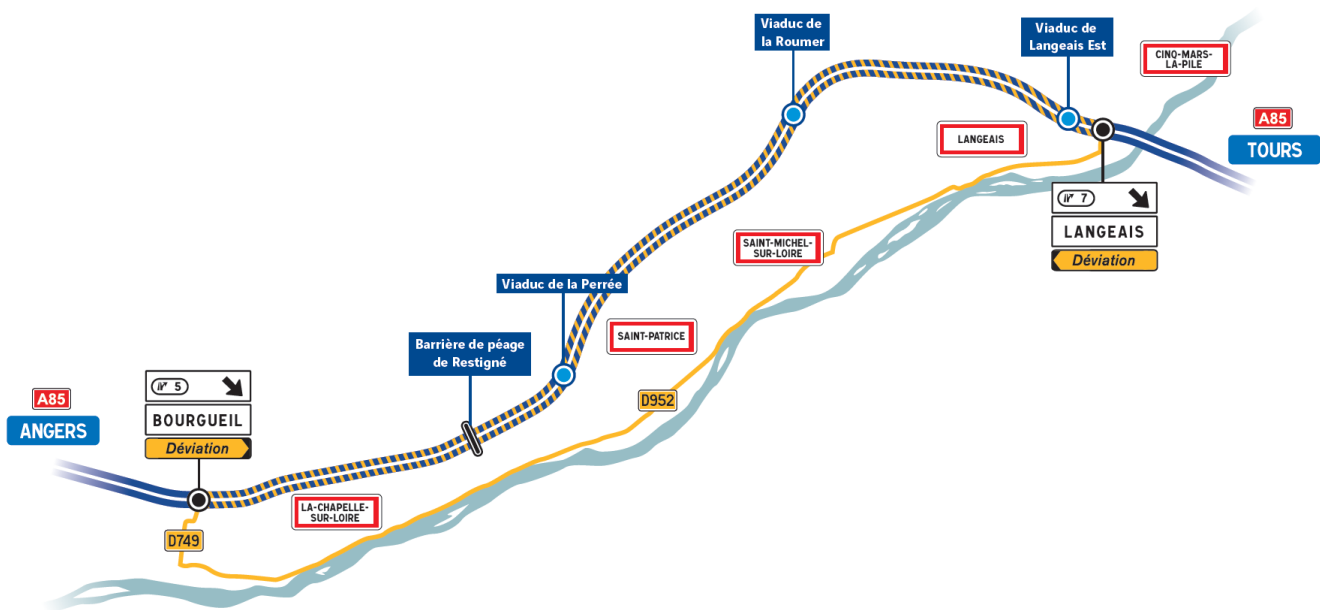 Viaduc de
la Roumer
Viaduc de
Langeais Est
CINQ-MARS-
LA-PILE
A85
TOURS
LANGEAIS
7
LANGEAIS
Déviation
SAINT-MICHEL-
SUR-LOIRE
Viaduc de la Perrée
SAINT-PATRICE
Barrière de péage
de Restigné
D952
A85
ANGERS
5
BOURGUEIL
Déviation
LA-CHAPELLE-
SUR-LOIRE
D749